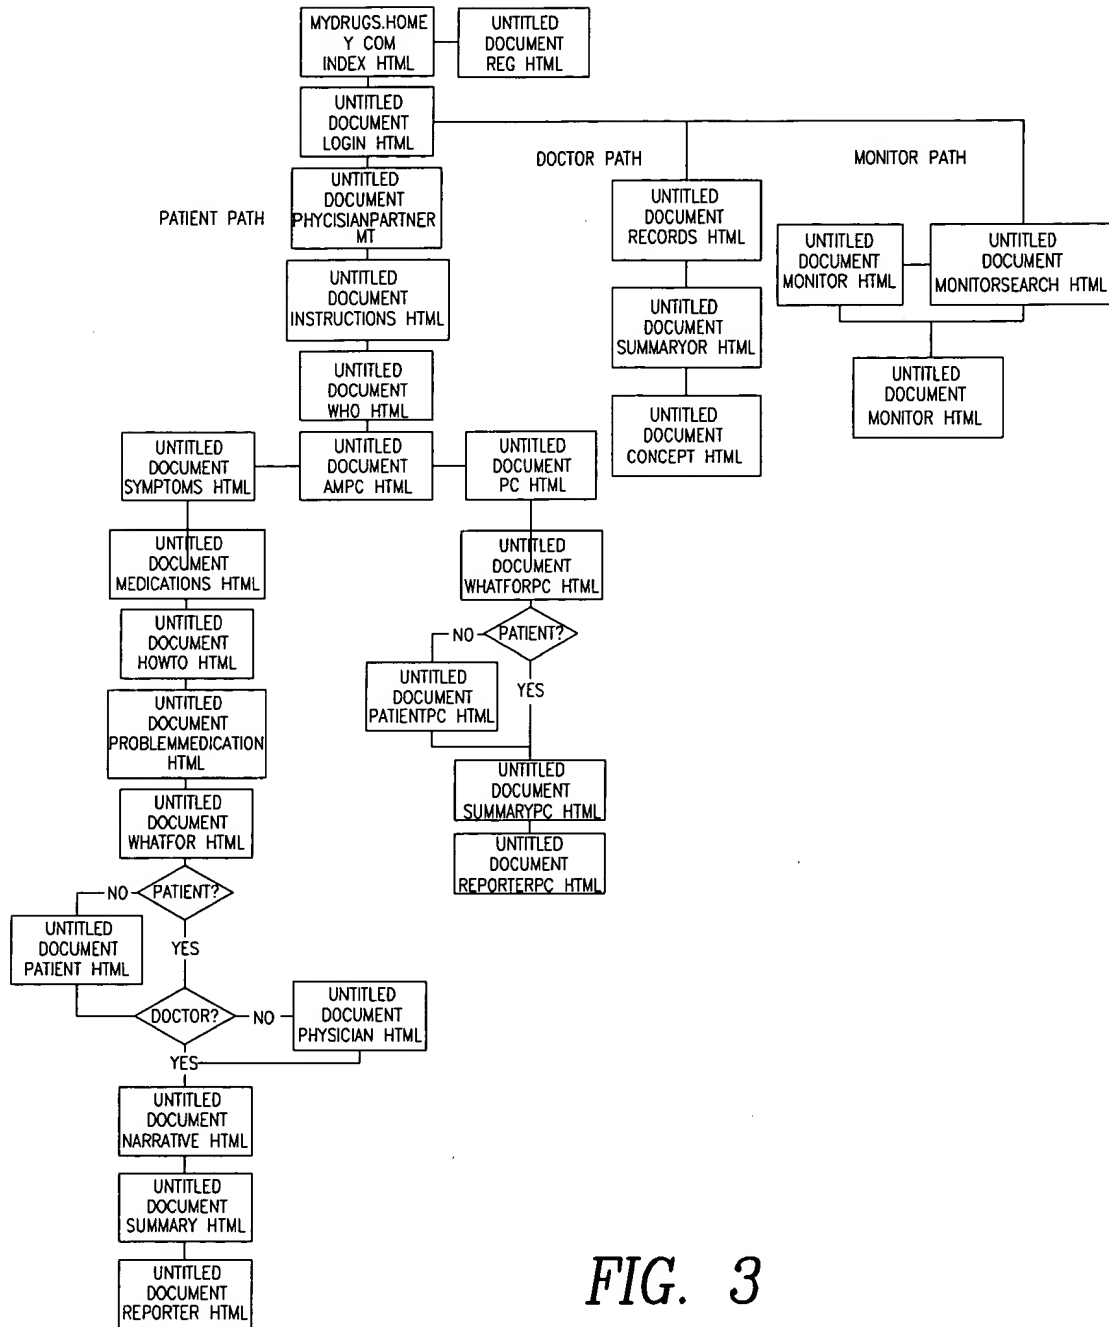 MYDRUGS.HOME
Y COM
INDEX HTML
UNTITLED
DOCUMENT
REG HTML
UNTITLED
DOCUMENT
LOGIN HTML
DOCTOR PATH
MONITOR PATH
PATIENT PATH
UNTITLED
DOCUMENT
PHYCISIANPARTNER
MT
UNTITLED
DOCUMENT
RECORDS HTML
UNTITLED
DOCUMENT
MONITOR HTML
UNTITLED
DOCUMENT
MONITORSEARCH HTML
UNTITLED
DOCUMENT
INSTRUCTIONS HTML
UNTITLED
DOCUMENT
SUMMARYOR HTML
UNTITLED
DOCUMENT
MONITOR HTML
UNTITLED
DOCUMENT
WHO HTML
UNTITLED
DOCUMENT
CONCEPT HTML
UNTITLED
DOCUMENT
SYMPTOMS HTML
UNTITLED
DOCUMENT
AMPC HTML
UNTITLED
DOCUMENT
PC HTML
UNTITLED
DOCUMENT
MEDICATIONS HTML
UNTITLED
DOCUMENT
WHATFORPC HTML
UNTITLED
DOCUMENT
HOWTO HTML
NO
PATIENT?
YES
UNTITLED
DOCUMENT
PATIENTPC HTML
UNTITLED
DOCUMENT
PROBLEMMEDICATION
HTML
UNTITLED
DOCUMENT
SUMMARYPC HTML
UNTITLED
DOCUMENT
WHATFOR HTML
UNTITLED
DOCUMENT
REPORTERPC HTML
NO
PATIENT?
YES
UNTITLED
DOCUMENT
PATIENT HTML
DOCTOR?
NO
UNTITLED
DOCUMENT
PHYSICIAN HTML
YES
UNTITLED
DOCUMENT
NARRATIVE HTML
UNTITLED
DOCUMENT
SUMMARY HTML
UNTITLED
DOCUMENT
REPORTER HTML
FIG. 3